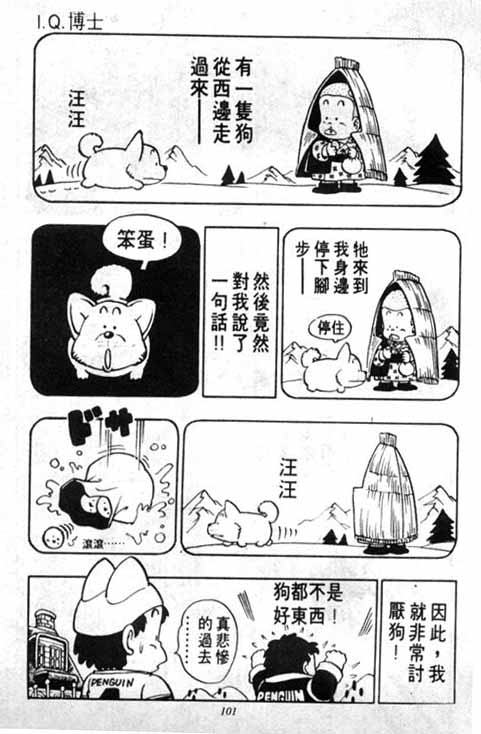 I.Q.博士
有一隻狗
從西邊走
過來——
汪汪
牠來到
我身邊
停下腳
步——
停住
然後竟然
對我說了
一句話!!
笨蛋!
汪汪
ドサ
滾滾……
因此,我
就非常討
厭狗!
狗都不是
好東西!
真悲慘
的過去
………
PENGUIN
PENGUIN
101